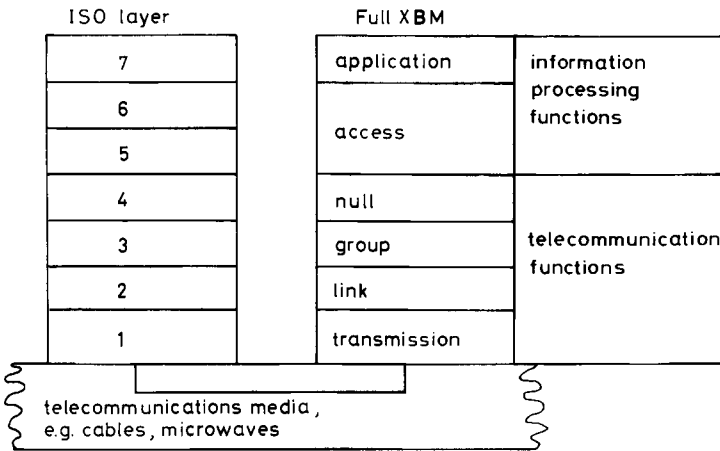 ISO layer
Full XBM
7
application
information
processing
functions
6
5
access
4
null
telecommunication
functions
3
group
2
link
1
transmission
telecommunications media,
e.g. cables, microwaves